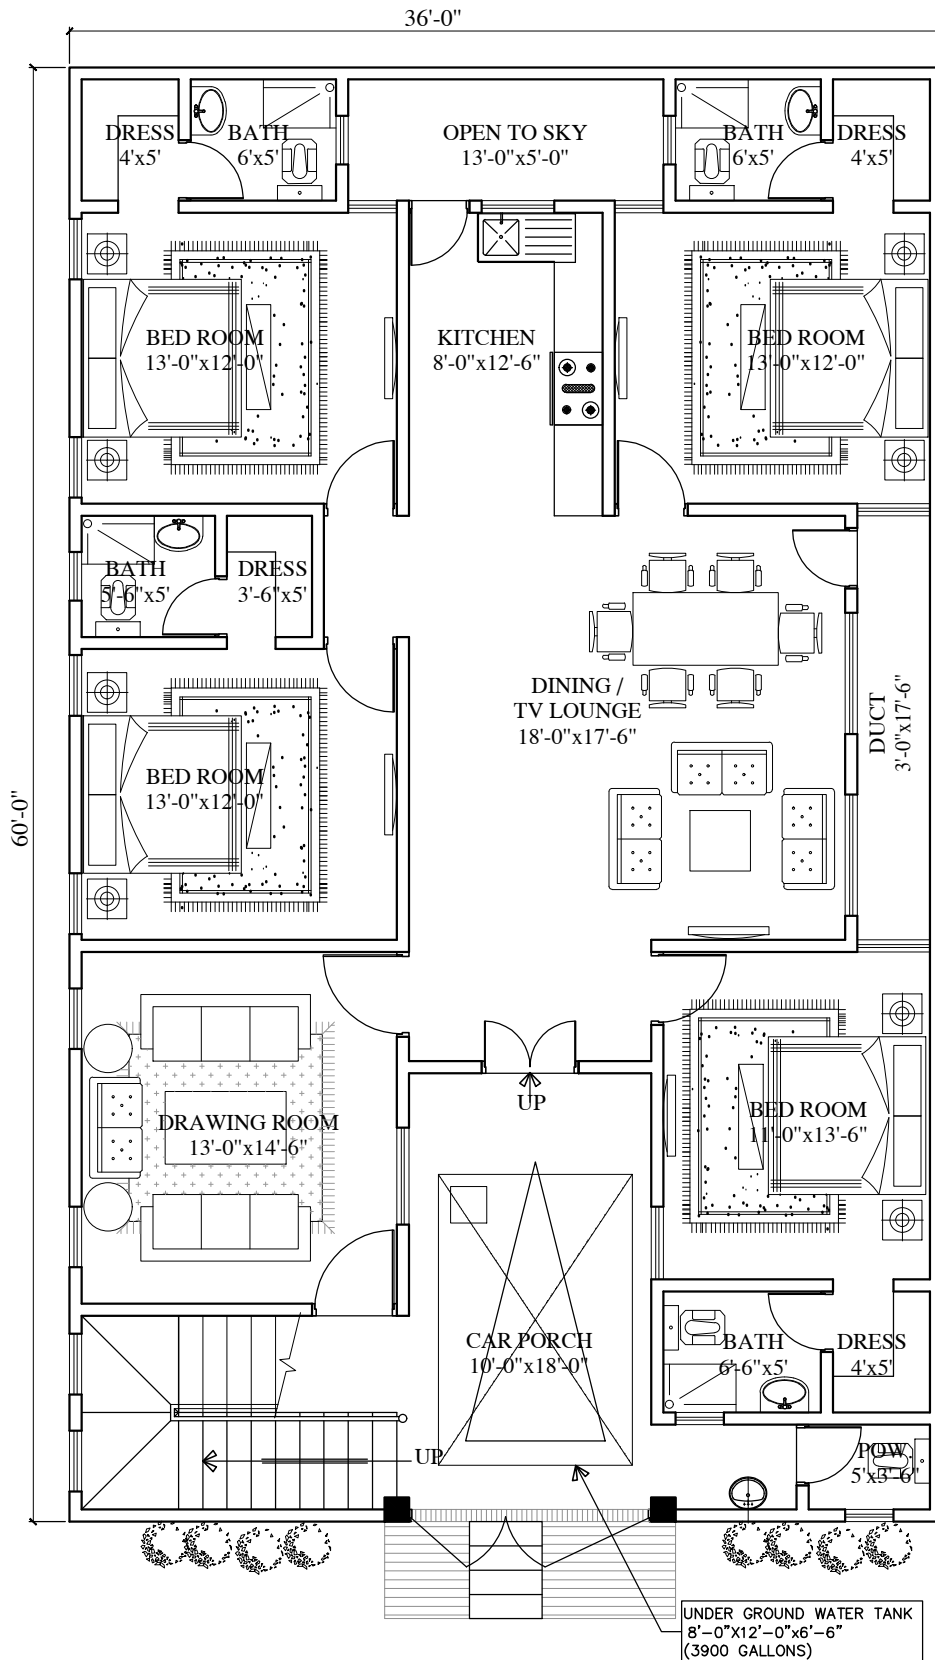 36'-0"
DRESS
4'x5'
BATH
6'x5'
OPEN TO SKY
13'-0"x5'-0"
BATH
6'x5'
DRESS
4'x5'
BED ROOM
13'-0"x12'-0"
KITCHEN
8'-0"x12'-6"
BED ROOM
13'-0"x12'-0"
BATH
5'-6"x5'
DRESS
3'-6"x5'
DINING /
TV LOUNGE
18'-0"x17'-6"
DUCT
3'-0"x17'-6"
BED ROOM
13'-0"x12'-0"
60'-0"
UP
DRAWING ROOM
13'-0"x14'-6"
BED ROOM
11'-0"x13'-6"
CAR PORCH
10'-0"x18'-0"
BATH
6'-6"x5'
DRESS
4'x5'
UP
POW.
5'x3'-6"
UNDER GROUND WATER TANK
8'-0"X12'-0"x6'-6"
(3900 GALLONS)